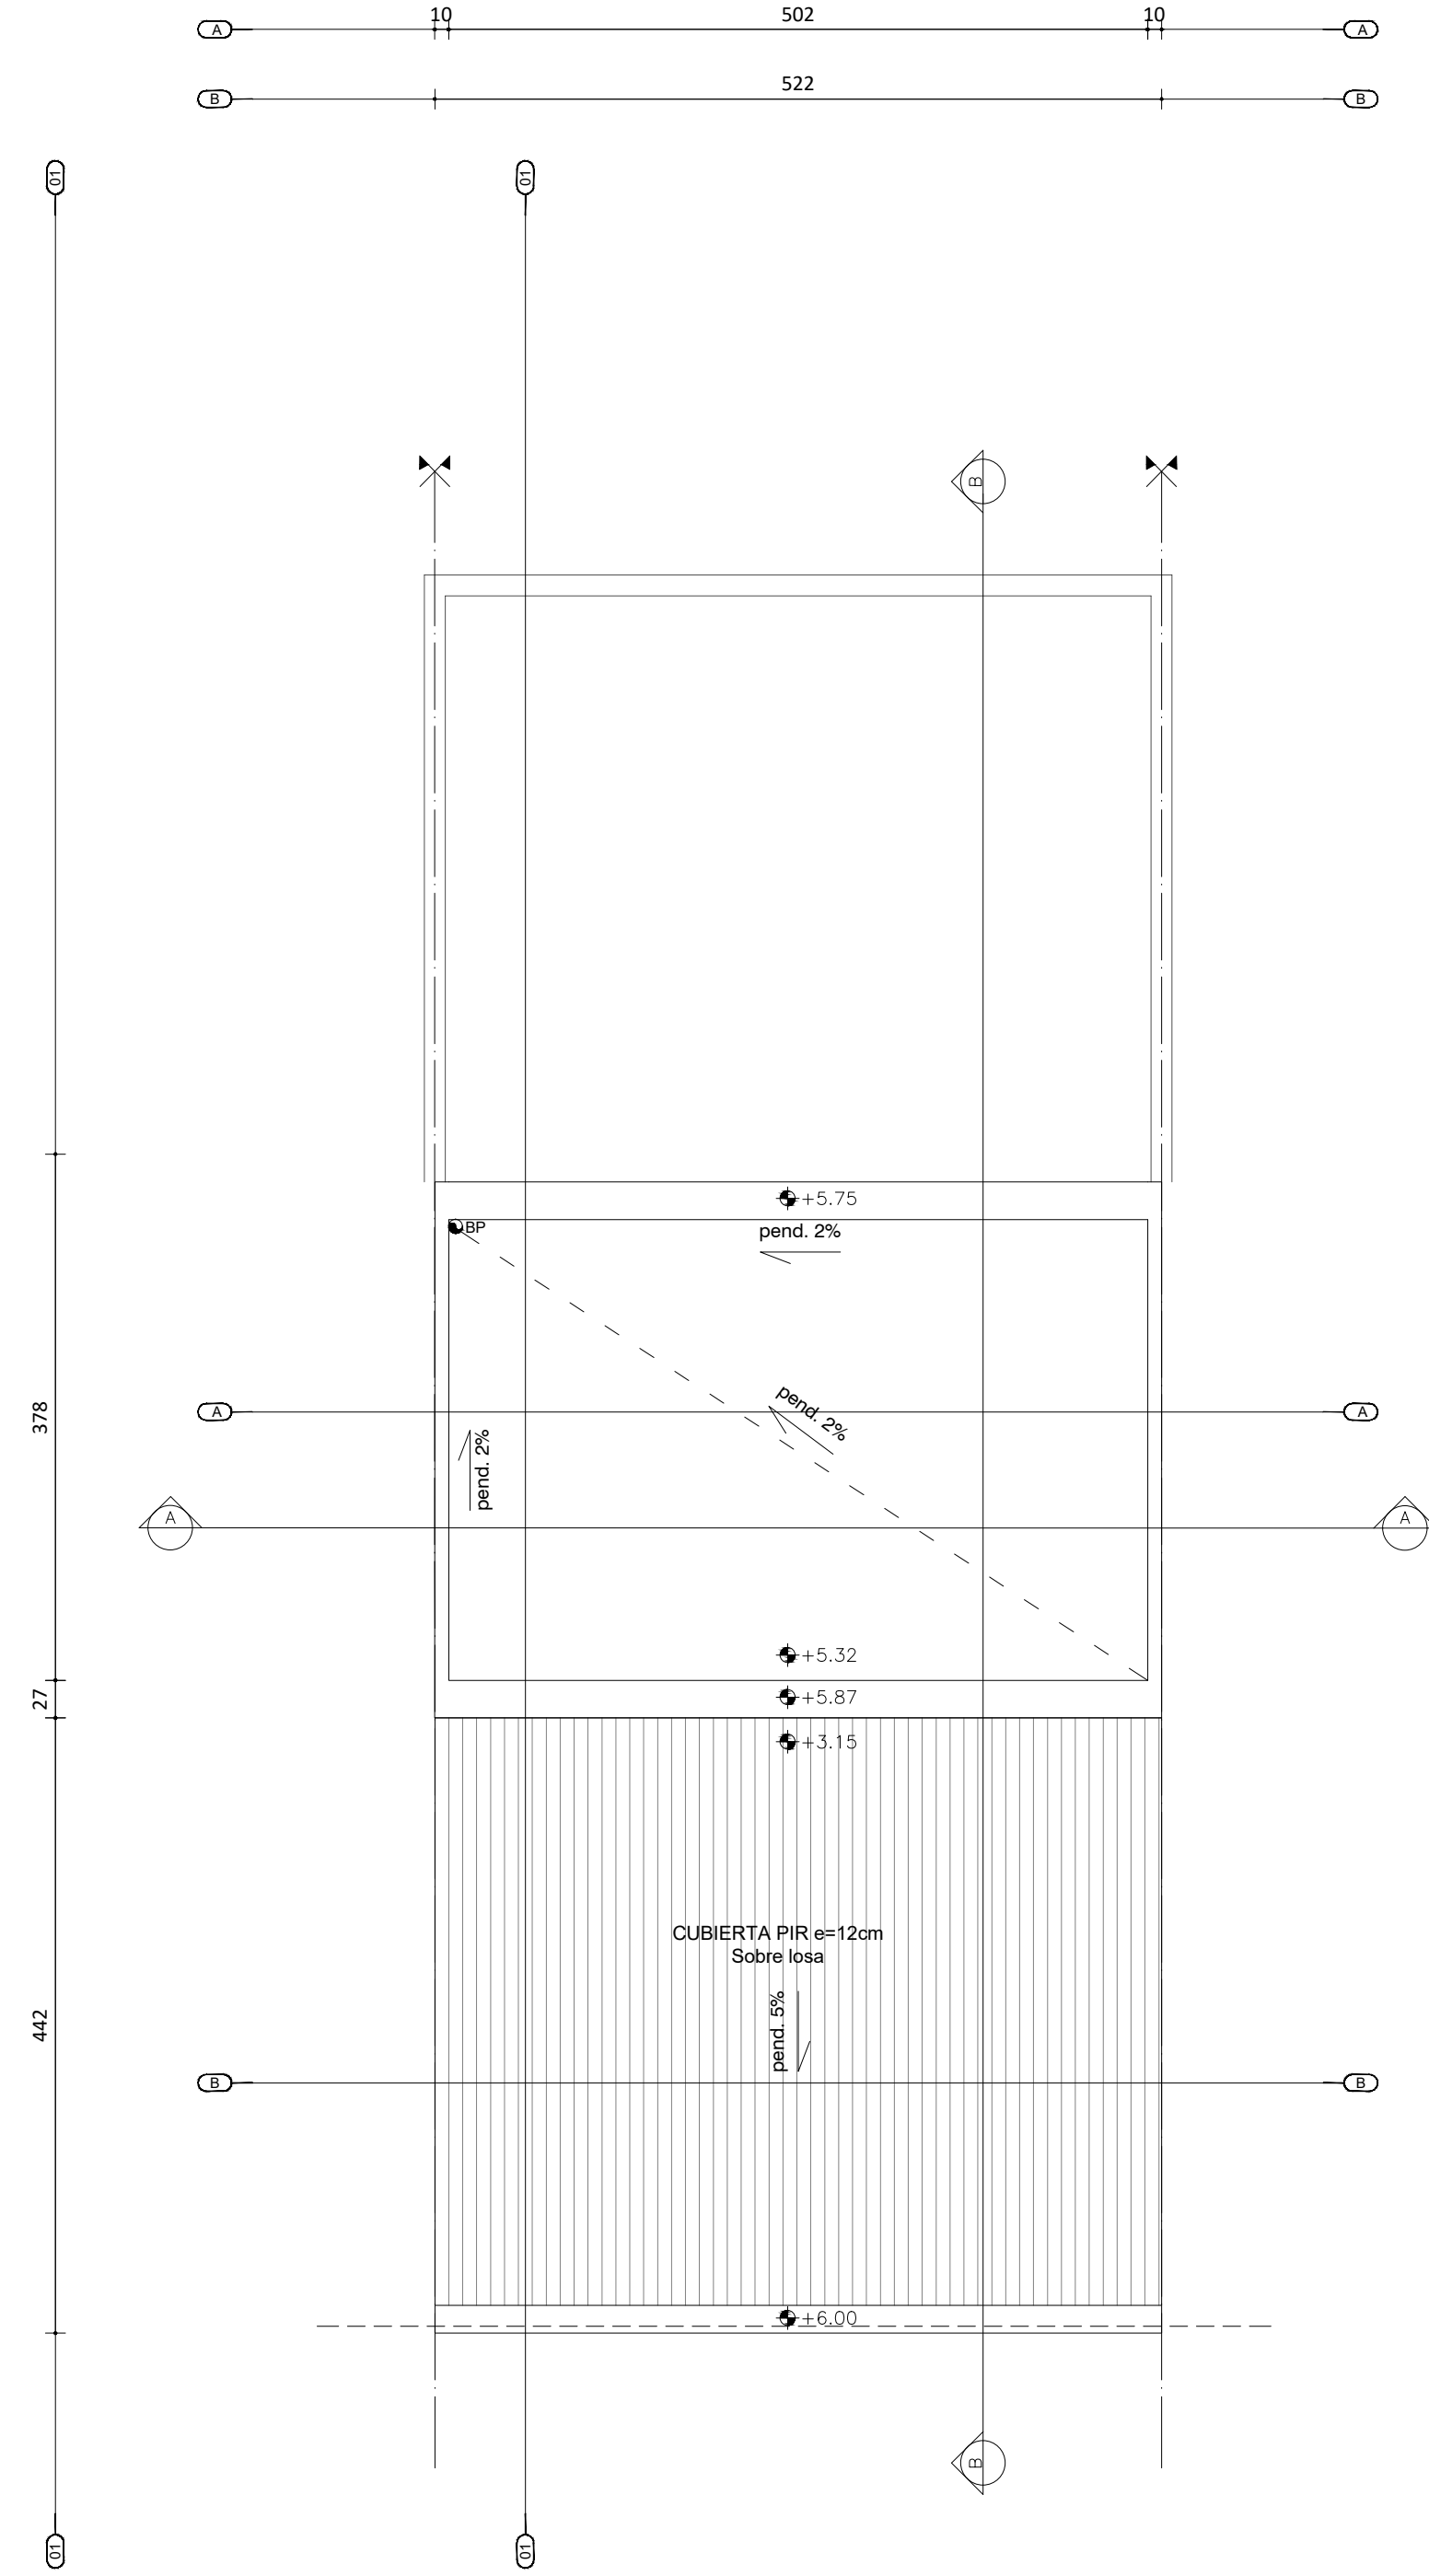 10 502 10
A A
522
B B
01 01
B
+5.75
BP
pend. 2%
pend. 2%
378
A A
pend. 2%
A A
+5.32
27
+5.87
+3.15
CUBIERTA PIR e=12cm
Sobre losa
442
pend. 5%
B B
+6.00
B
01 01